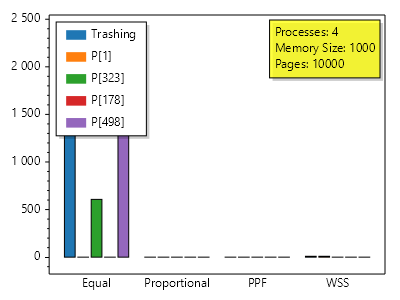 2 500
2 000
1 500
1 000
500
0
Trashing
P[1]
P[323]
P[178]
P[498]
Processes: 4
Memory Size: 1000
Pages: 10000
Equal Proportional PPF WSS